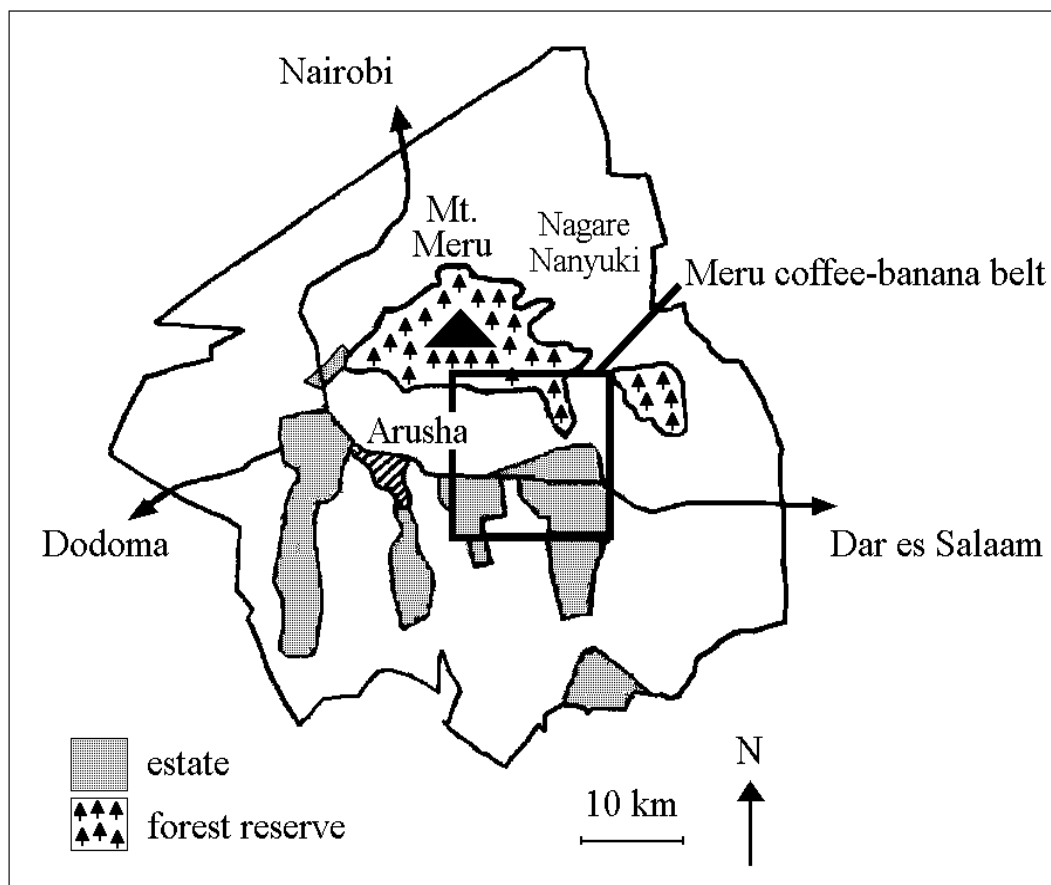 Nairobi
Mt.
Meru
Nagare
Nanyuki
Meru coffee-banana belt
Arusha
Dodoma
Dar es Salaam
estate
forest reserve
10 km
N